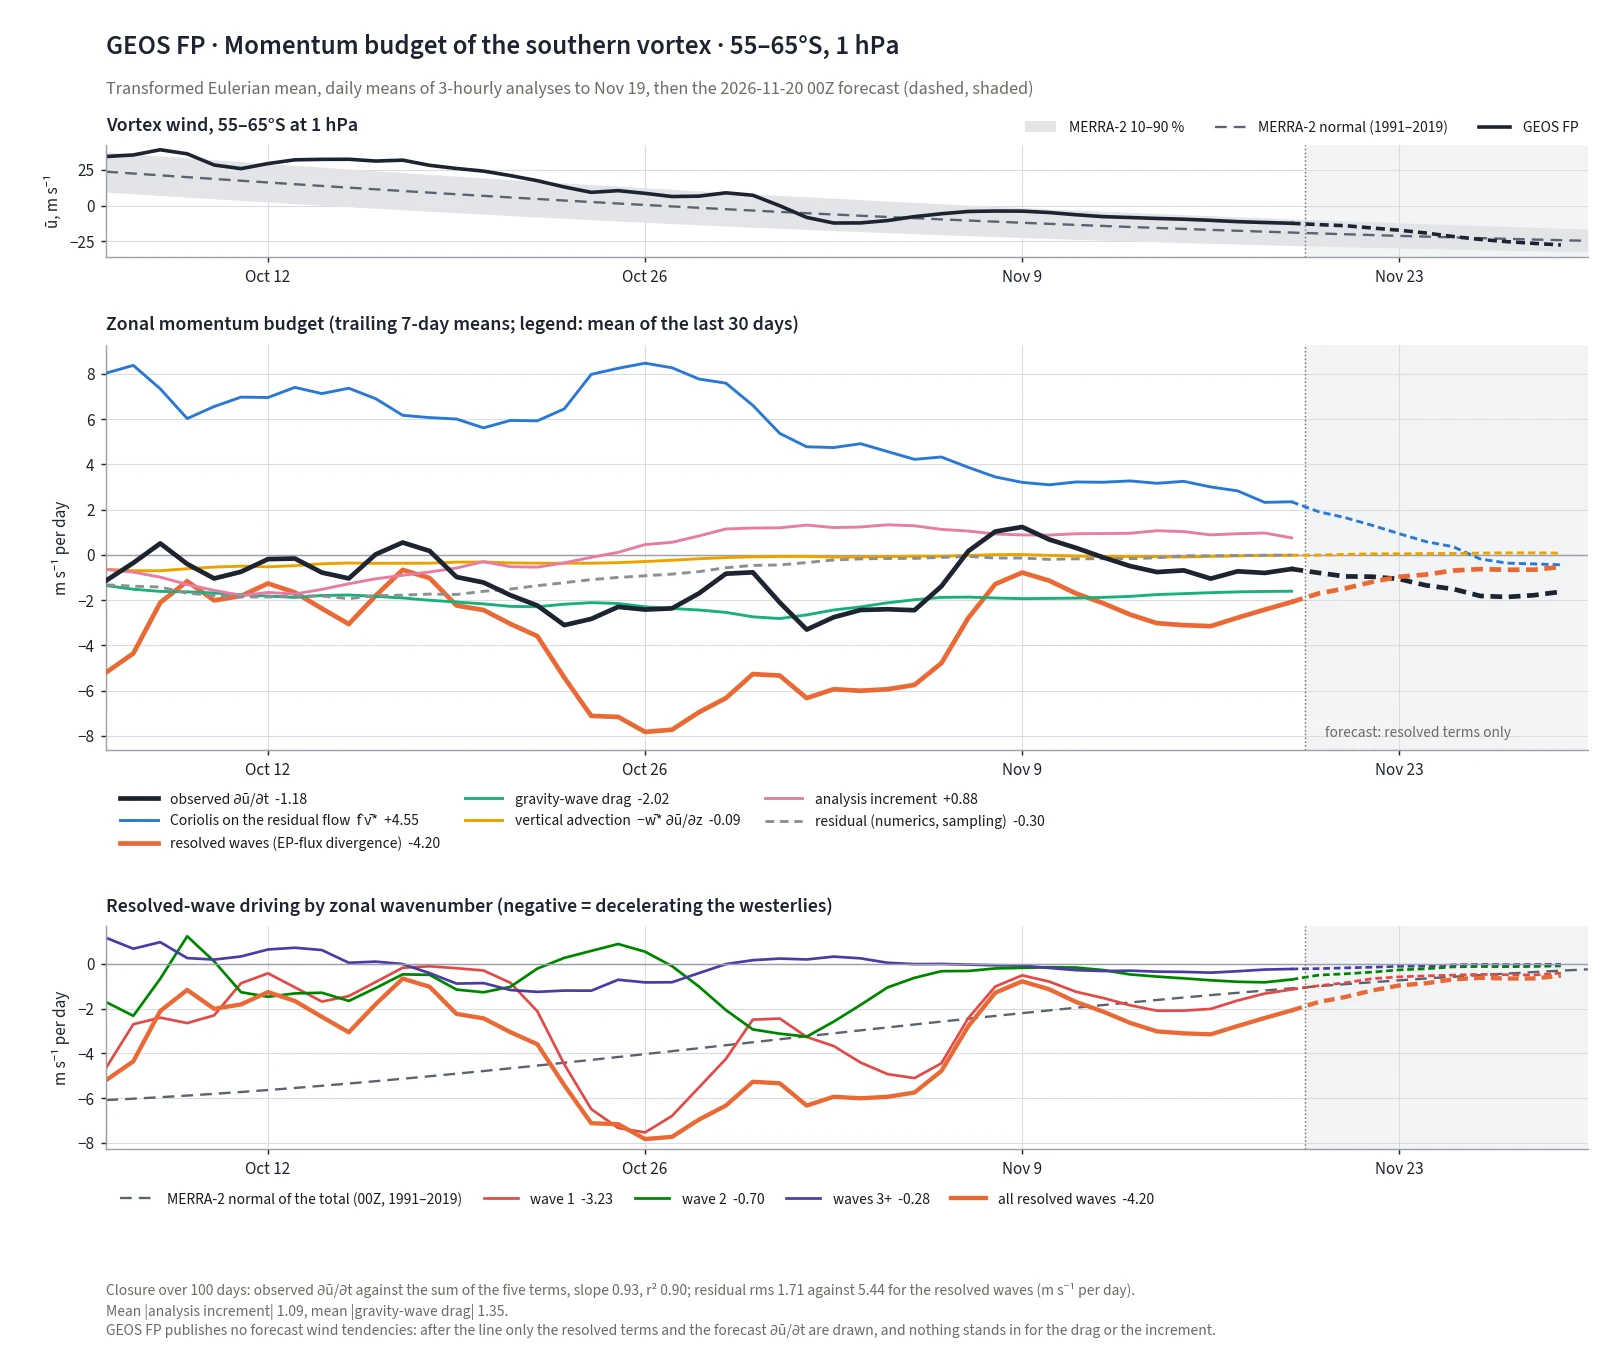 GEOS FP · Momentum budget of the southern vortex · 55–65°S, 1 hPa
Transformed Eulerian mean, daily means of 3-hourly analyses to Nov 19, then the 2026-11-20 00Z forecast (dashed, shaded)
Vortex wind, 55–65°S at 1 hPa
MERRA-2 10–90 %
MERRA-2 normal (1991–2019)
GEOS FP
ū, m s⁻¹
25
0
−25
Oct 12
Oct 26
Nov 9
Nov 23
Zonal momentum budget (trailing 7-day means; legend: mean of the last 30 days)
m s⁻¹ per day
8
6
4
2
0
−2
−4
−6
−8
forecast: resolved terms only
Oct 12
Oct 26
Nov 9
Nov 23
observed ∂ū/∂t -1.18
gravity-wave drag -2.02
analysis increment +0.88
Coriolis on the residual flow f v̄* +4.55
vertical advection −w̄* ∂ū/∂z -0.09
residual (numerics, sampling) -0.30
resolved waves (EP-flux divergence) -4.20
Resolved-wave driving by zonal wavenumber (negative = decelerating the westerlies)
m s⁻¹ per day
0
−2
−4
−6
−8
Oct 12
Oct 26
Nov 9
Nov 23
MERRA-2 normal of the total (00Z, 1991–2019)
wave 1 -3.23
wave 2 -0.70
waves 3+ -0.28
all resolved waves -4.20
Closure over 100 days: observed ∂ū/∂t against the sum of the five terms, slope 0.93, r² 0.90; residual rms 1.71 against 5.44 for the resolved waves (m s⁻¹ per day).
Mean |analysis increment| 1.09, mean |gravity-wave drag| 1.35.
GEOS FP publishes no forecast wind tendencies: after the line only the resolved terms and the forecast ∂ū/∂t are drawn, and nothing stands in for the drag or the increment.